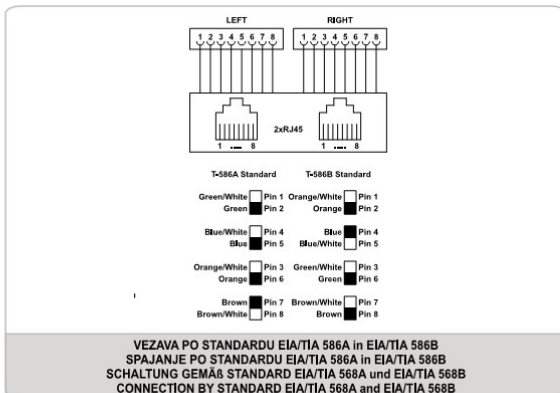 LEFT RIGHT
1 2 3 4 5 6 7 8 1 2 3 4 5 6 7 8
2xRJ45
1 8 1 8
T-586A Standard T-586B Standard
Green/White Pin 1 Orange/White Pin 1
Green Pin 2 Orange Pin 2
Blue/White Pin 4 Blue Pin 4
Blue Pin 5 Blue/White Pin 5
Orange/White Pin 3 Green/White Pin 3
Orange Pin 6 Green Pin 6
Brown Pin 7 Brown/White Pin 7
Brown/White Pin 8 Brown Pin 8
VEZAVA PO STANDARDU EIA/TIA 586A in EIA/TIA 586B
SPAJANJE PO STANDARDU EIA/TIA 586A in EIA/TIA 586B
SCHALTUNG GEMÄß STANDARD EIA/TIA 568A und EIA/TIA 568B
CONNECTION BY STANDARD EIA/TIA 568A and EIA/TIA 568B